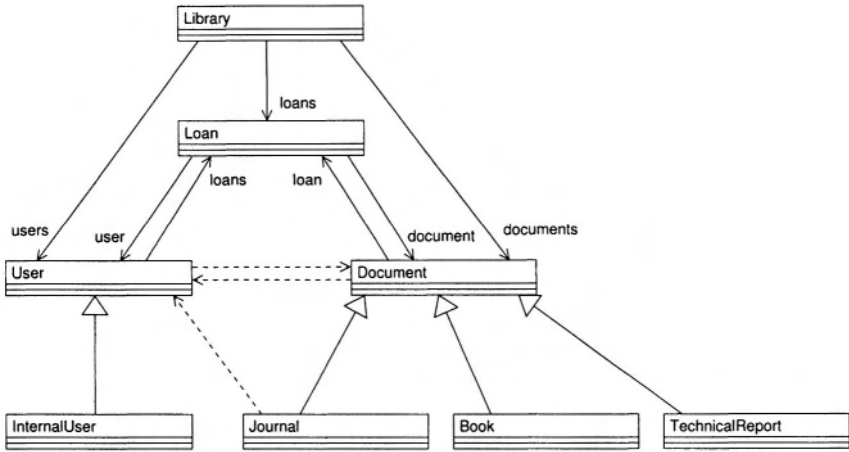 Library
loans
Loan
loans
loan
users
user
document
documents
User
Document
InternalUser
Journal
Book
TechnicalReport